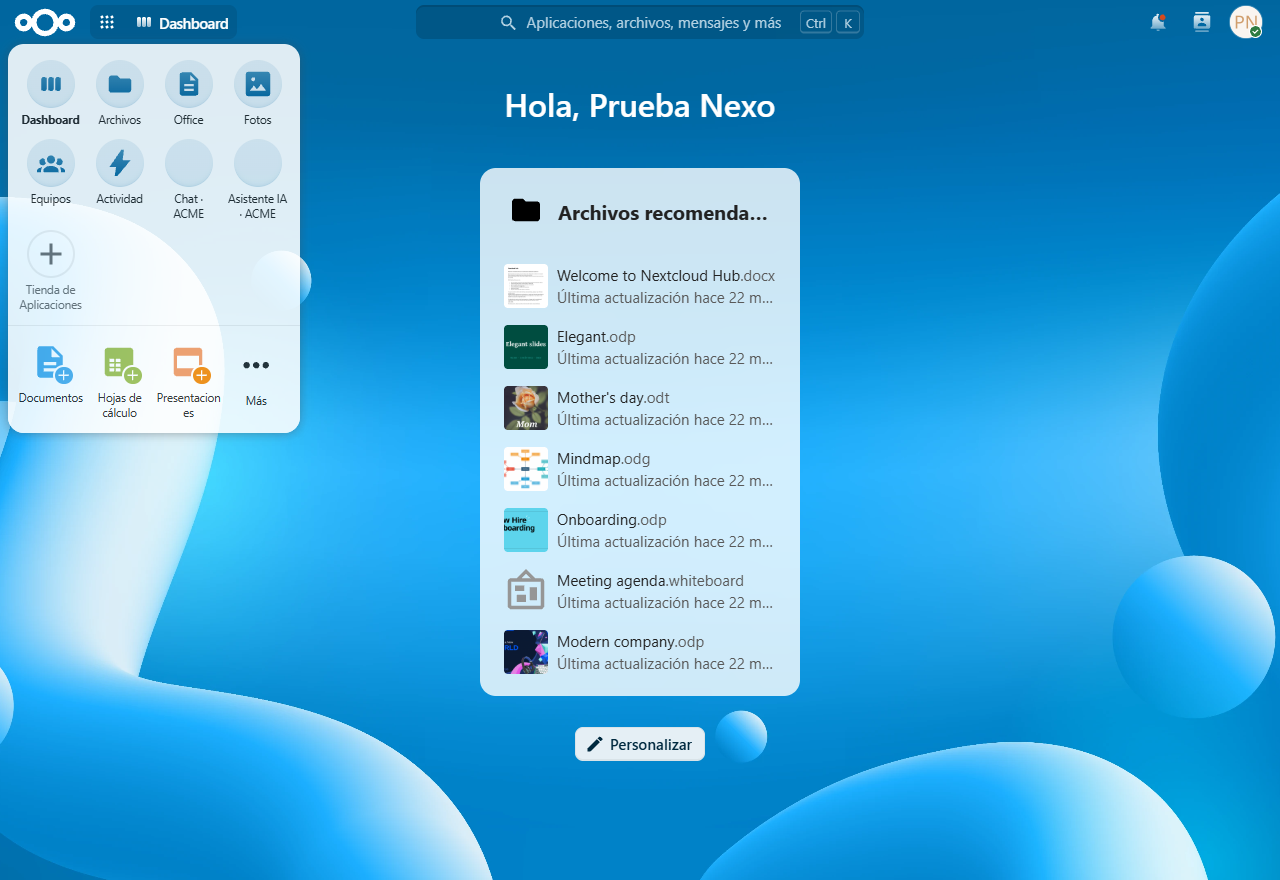 Dashboard
Aplicaciones, archivos, mensajes y más
Ctrl
K
PN
Dashboard
Archivos
Office
Fotos
Equipos
Actividad
Chat ·
ACME
Asistente IA
· ACME
Tienda de
Aplicaciones
Documentos
Hojas de
cálculo
Presentacion
es
Más
Hola, Prueba Nexo
Archivos recomenda...
Welcome to Nextcloud Hub.docx
Última actualización hace 22 m...
Elegant slides
Elegant.odp
Última actualización hace 22 m...
Mom
Mother's day.odt
Última actualización hace 22 m...
Mindmap.odg
Última actualización hace 22 m...
w Hire
boarding
Onboarding.odp
Última actualización hace 22 m...
Meeting agenda.whiteboard
Última actualización hace 22 m...
RLD
Modern company.odp
Última actualización hace 22 m...
Personalizar